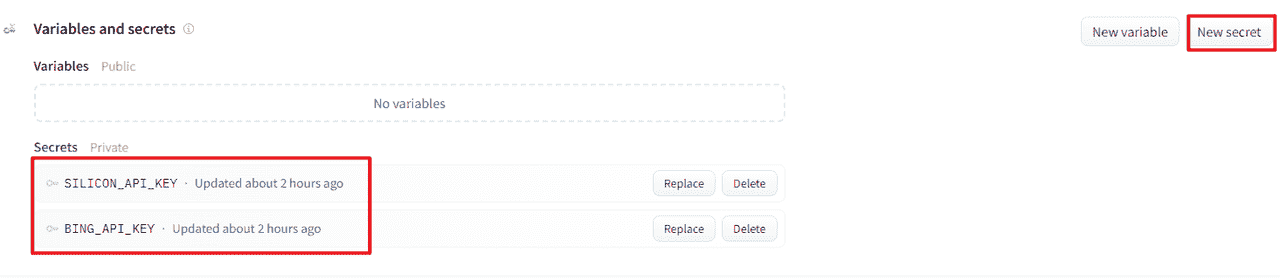 Variables and secrets
New variable
New secret
Variables Public
No variables
Secrets Private
SILICON_API_KEY · Updated about 2 hours ago
Replace
Delete
BING_API_KEY · Updated about 2 hours ago
Replace
Delete